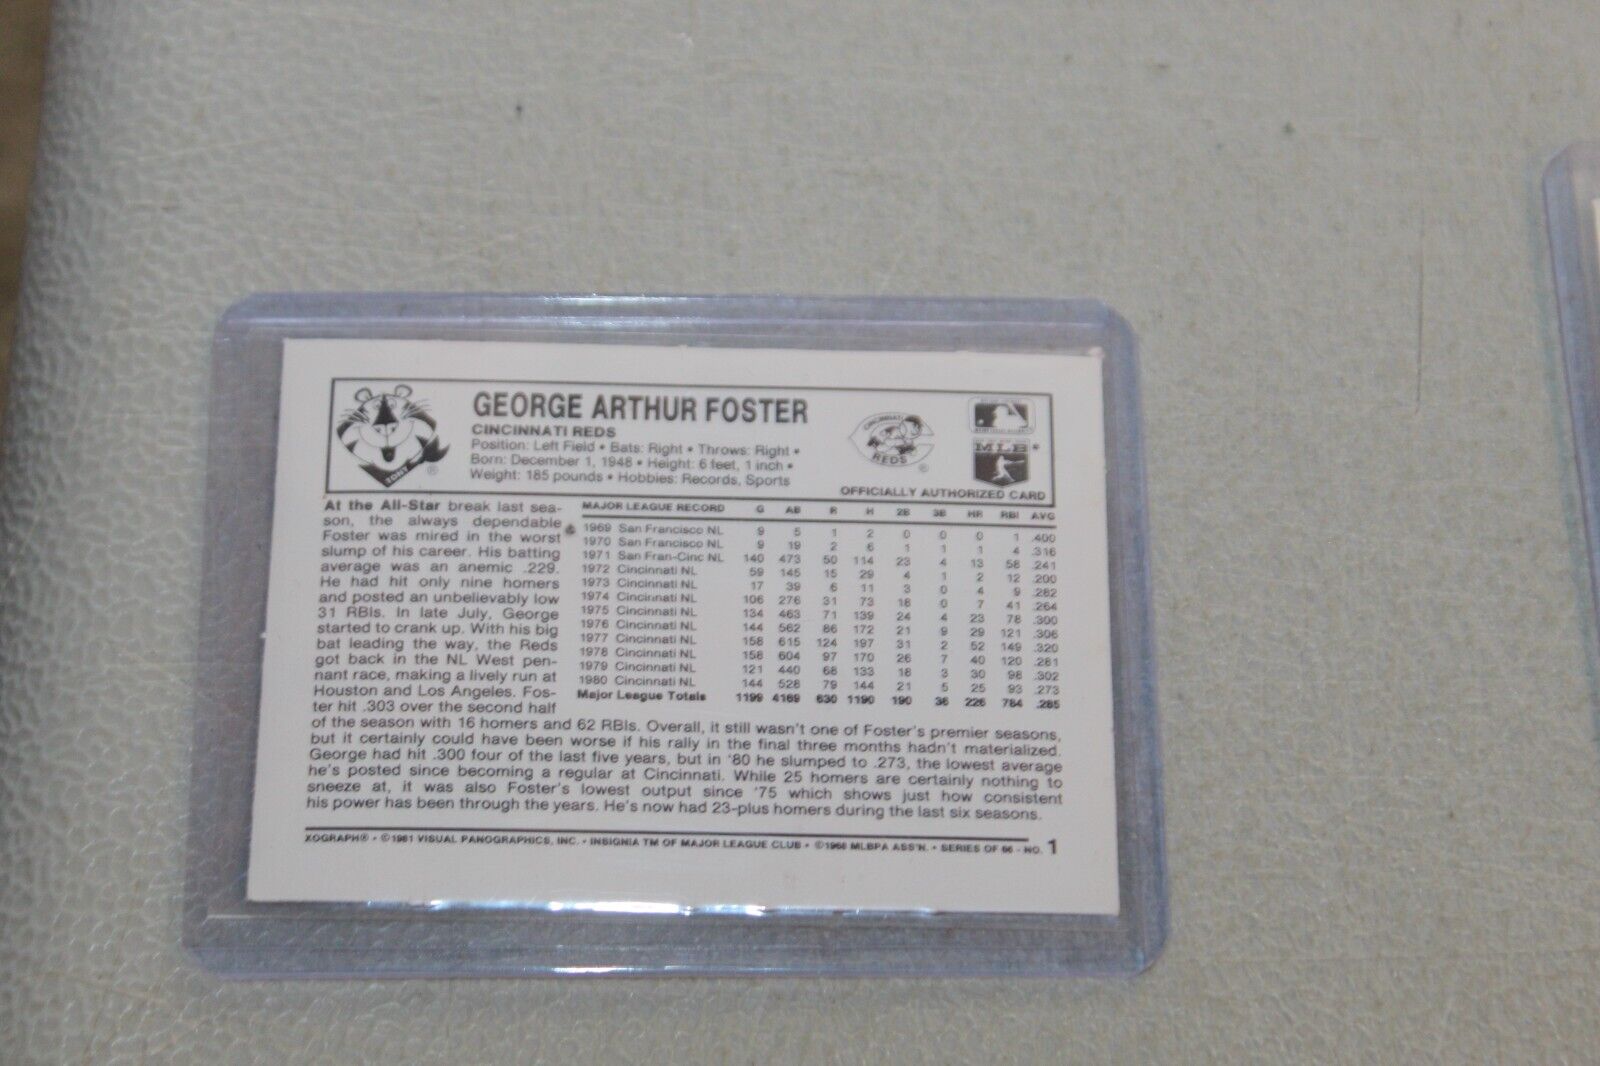 GEORGE ARTHUR FOSTER
CINCINNATI REDS
Position: Left Field • Bats: Right • Throws: Right •
Born: December 1, 1948 • Height: 6 feet, 1 inch •
Weight: 185 pounds • Hobbies: Records, Sports
TONY ®
CINCINNATI
REDS ®
MLB®
OFFICIALLY AUTHORIZED CARD
At the All-Star break last sea-
son, the always dependable
Foster was mired in the worst
slump of his career. His batting
average was an anemic .229.
He had hit only nine homers
and posted an unbelievably low
31 RBIs. In late July, George
started to crank up. With his big
bat leading the way, the Reds
got back in the NL West pen-
nant race, making a lively run at
Houston and Los Angeles. Fos-
ter hit .303 over the second half
of the season with 16 homers and 62 RBIs. Overall, it still wasn't one of Foster's premier seasons,
but it certainly could have been worse if his rally in the final three months hadn't materialized.
George had hit .300 four of the last five years, but in '80 he slumped to .273, the lowest average
he's posted since becoming a regular at Cincinnati. While 25 homers are certainly nothing to
sneeze at, it was also Foster's lowest output since '75 which shows just how consistent
his power has been through the years. He's now had 23-plus homers during the last six seasons.
MAJOR LEAGUE RECORD G AB R H 2B 3B HR RBI AVG
1969 San Francisco NL 9 5 1 2 0 0 0 1 .400
1970 San Francisco NL 9 19 2 6 1 1 1 4 .316
1971 San Fran-Cinc NL 140 473 50 114 23 4 13 58 .241
1972 Cincinnati NL 59 145 15 29 4 1 2 12 .200
1973 Cincinnati NL 17 39 6 11 3 0 4 9 .282
1974 Cincinnati NL 106 276 31 73 18 0 7 41 .264
1975 Cincinnati NL 134 463 71 139 24 4 23 78 .300
1976 Cincinnati NL 144 562 86 172 21 9 29 121 .306
1977 Cincinnati NL 158 615 124 197 31 2 52 149 .320
1978 Cincinnati NL 158 604 97 170 26 7 40 120 .281
1979 Cincinnati NL 121 440 68 133 18 3 30 98 .302
1980 Cincinnati NL 144 528 79 144 21 5 25 93 .273
Major League Totals 1199 4169 630 1190 190 36 226 784 .285
XOGRAPH® • ©1981 VISUAL PANOGRAPHICS, INC. • INSIGNIA TM OF MAJOR LEAGUE CLUB • ©1968 MLBPA ASS'N. • SERIES OF 66 - NO. 1